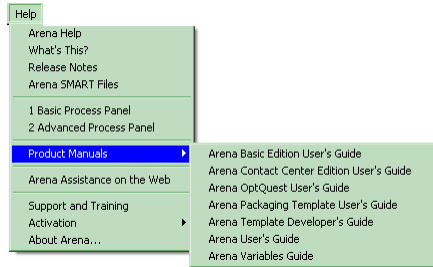 Help
Arena Help
What's This?
Release Notes
Arena SMART Files
1 Basic Process Panel
2 Advanced Process Panel
Product Manuals
Arena Assistance on the Web
Support and Training
Activation
About Arena...
Arena Basic Edition User's Guide
Arena Contact Center Edition User's Guide
Arena OptQuest User's Guide
Arena Packaging Template User's Guide
Arena Template Developer's Guide
Arena User's Guide
Arena Variables Guide